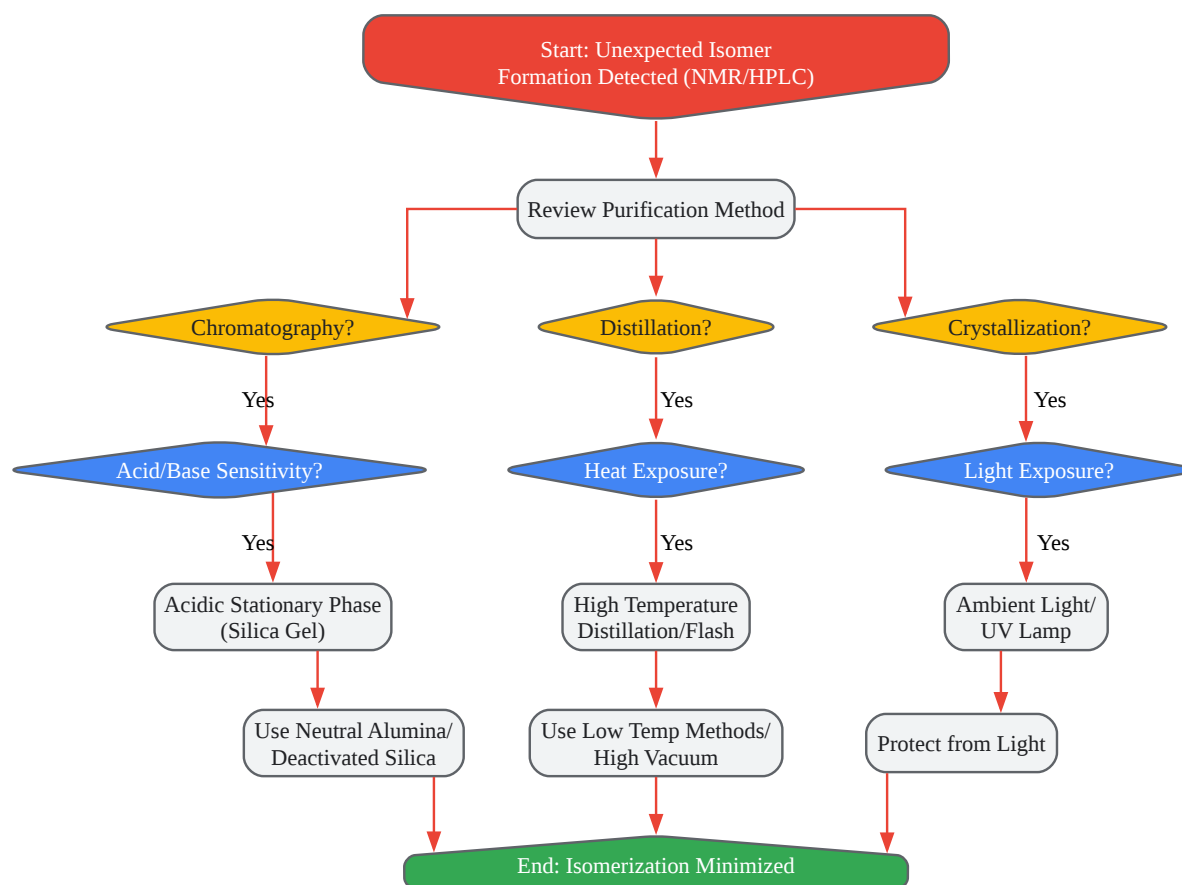 Start: Unexpected Isomer
Formation Detected (NMR/HPLC)
Review Purification Method
Chromatography?
Distillation?
Crystallization?
Yes
Yes
Yes
Acid/Base Sensitivity?
Heat Exposure?
Light Exposure?
Yes
Yes
Yes
Acidic Stationary Phase
(Silica Gel)
High Temperature
Distillation/Flash
Ambient Light/
UV Lamp
Use Neutral Alumina/
Deactivated Silica
Use Low Temp Methods/
High Vacuum
Protect from Light
End: Isomerization Minimized